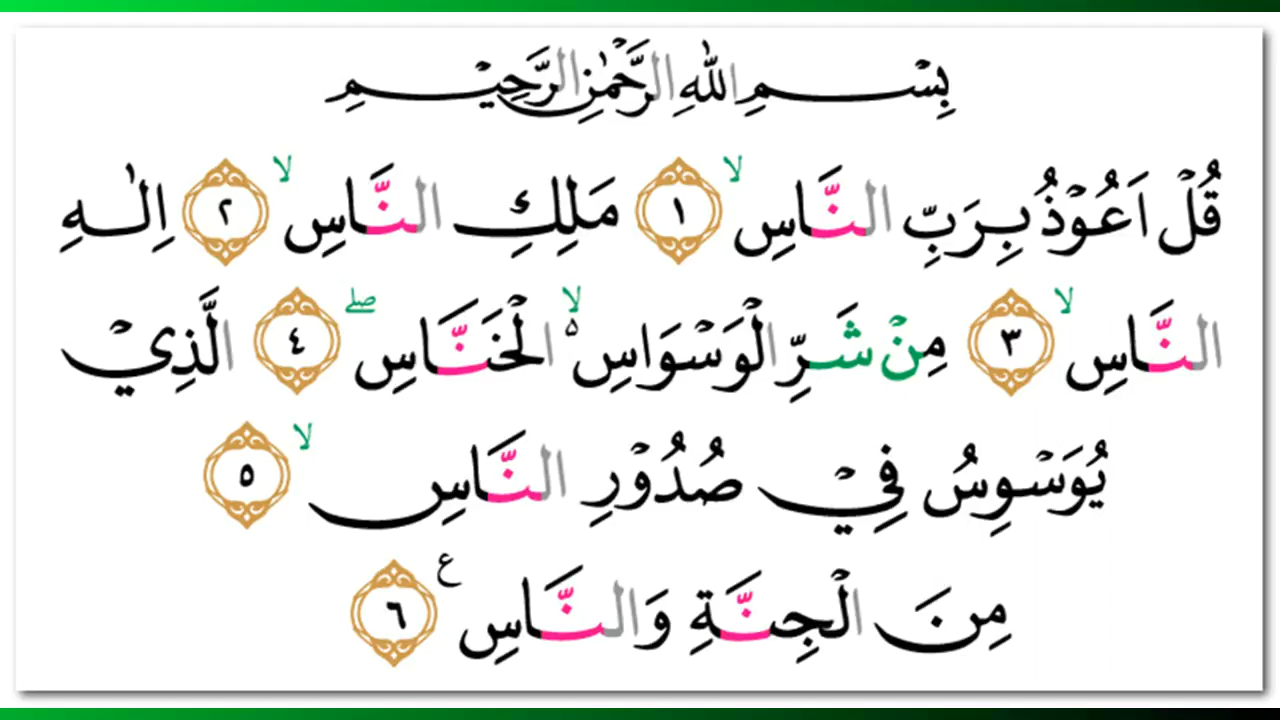 بِسْمِ اللّٰهِ الرَّحْمٰنِ الرَّحِيْمِ
قُلْ اَعُوْذُ بِرَبِّ النَّاسِ ۙ ١ مَلِكِ النَّاسِ ۙ ٢ اِلٰهِ
النَّاسِ ۙ ٣ مِنْ شَرِّ الْوَسْوَاسِ ەۙ الْخَنَّاسِ ۖ ٤ الَّذِيْ
يُوَسْوِسُ فِيْ صُدُوْرِ النَّاسِ ۙ ٥
مِنَ الْجِنَّةِ وَالنَّاسِ ع ٦